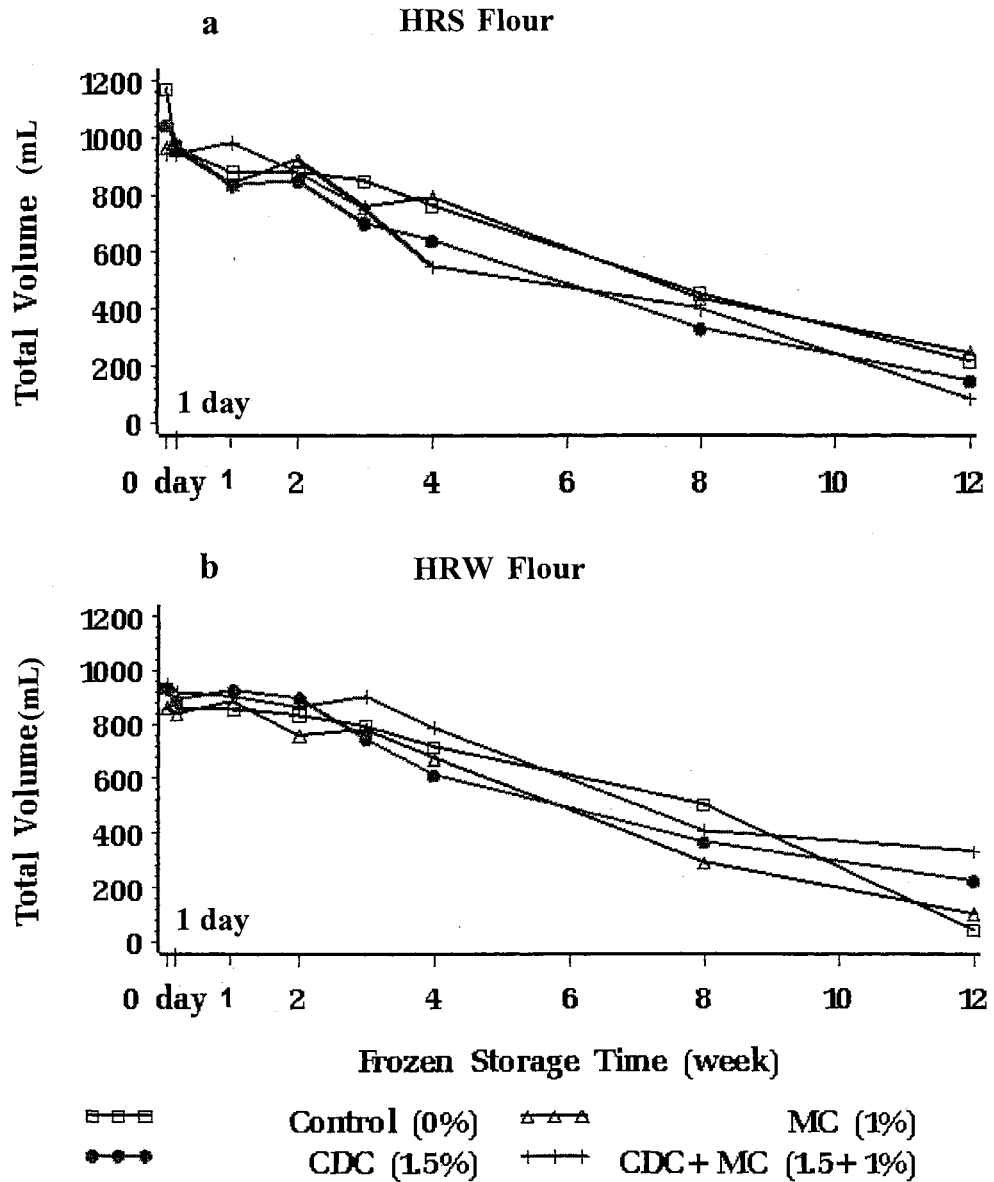 a HRS Flour
1200
1000
800
600
400
200
0
Total Volume (mL
1 day
0 day 1 2 4 6 8 10 12
b HRW Flour
1200
1000
800
600
400
200
0
Total Volume(mL)
1 day
0 day 1 2 4 6 8 10 12
Frozen Storage Time (week)
Control (0%) MC (1%)
CDC (1.5%) CDC+MC (1.5+1%)